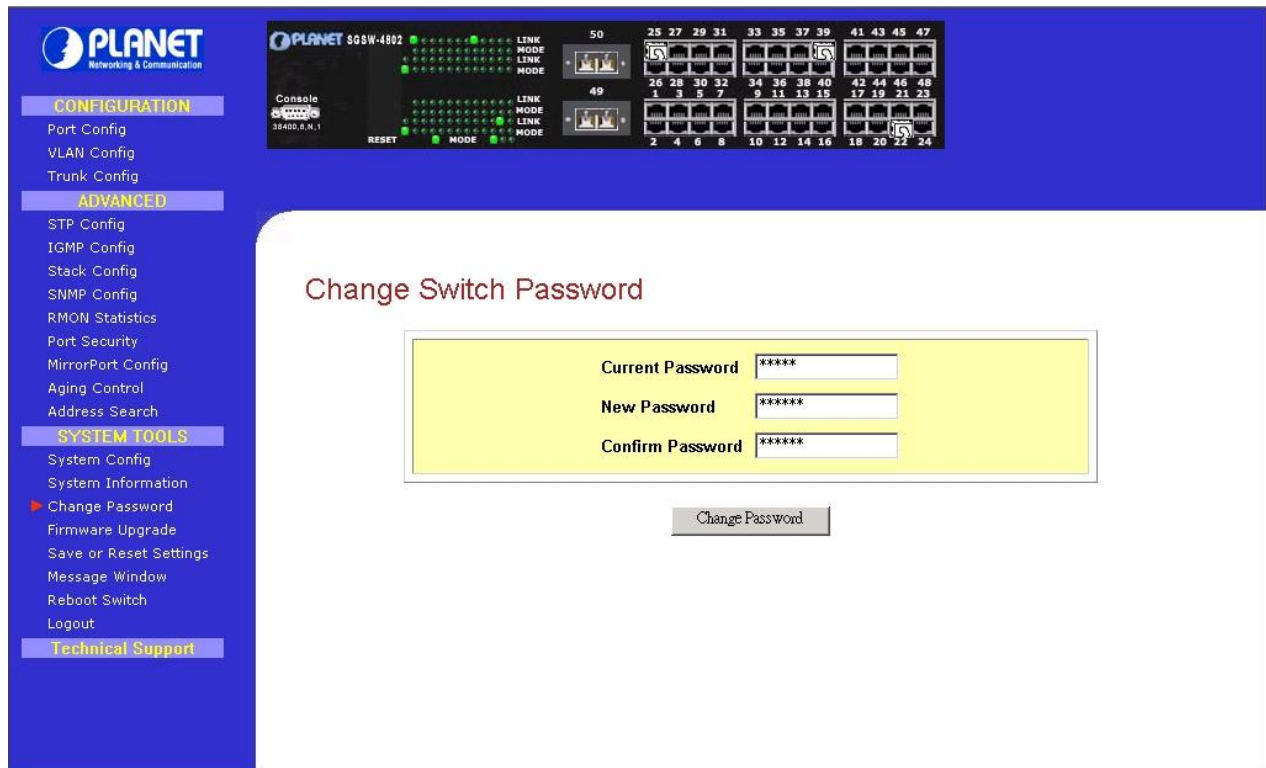 PLANET
Networking & Communication
CONFIGURATION
Port Config
VLAN Config
Trunk Config
ADVANCED
STP Config
IGMP Config
Stack Config
SNMP Config
RMON Statistics
Port Security
MirrorPort Config
Aging Control
Address Search
SYSTEM TOOLS
System Config
System Information
Change Password
Firmware Upgrade
Save or Reset Settings
Message Window
Reboot Switch
Logout
Technical Support
PLANET SGSW-4802
LINK
MODE
LINK
MODE
Console
38400,8,N,1
RESET
LINK
MODE
LINK
MODE
MODE
50
49
25 27 29 31 33 35 37 39 41 43 45 47
26 28 30 32 34 36 38 40 42 44 46 48
1 3 5 7 9 11 13 15 17 19 21 23
2 4 6 8 10 12 14 16 18 20 22 24
Change Switch Password
Current Password *****
New Password ******
Confirm Password ******
Change Password